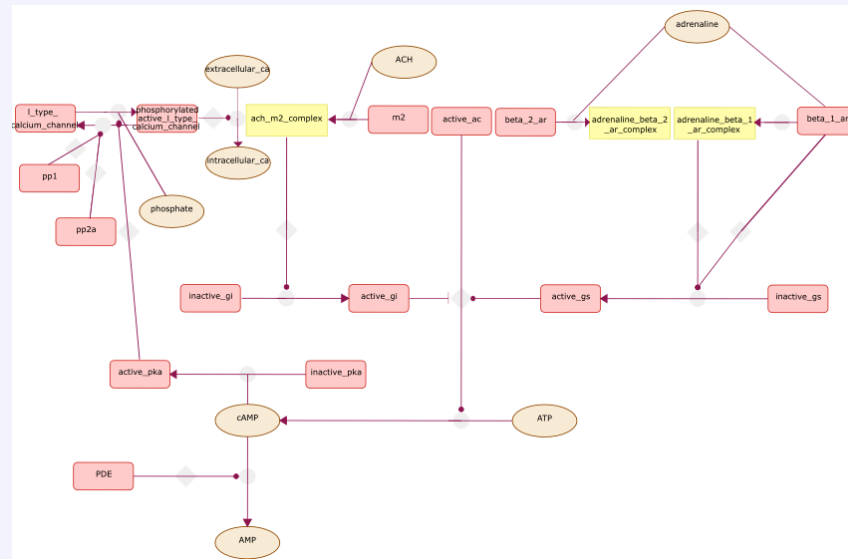 adrenaline
ACH
extracellular_ca
l_type_
calcium_channel
phosphorylated
active_l_type_
calcium_channel
ach_m2_complex
m2
active_ac
beta_2_ar
adrenaline_beta_2
_ar_complex
adrenaline_beta_1
_ar_complex
beta_1_ar
intracellular_ca
pp1
phosphate
pp2a
inactive_gi
active_gi
active_gs
inactive_gs
active_pka
inactive_pka
cAMP
ATP
PDE
AMP